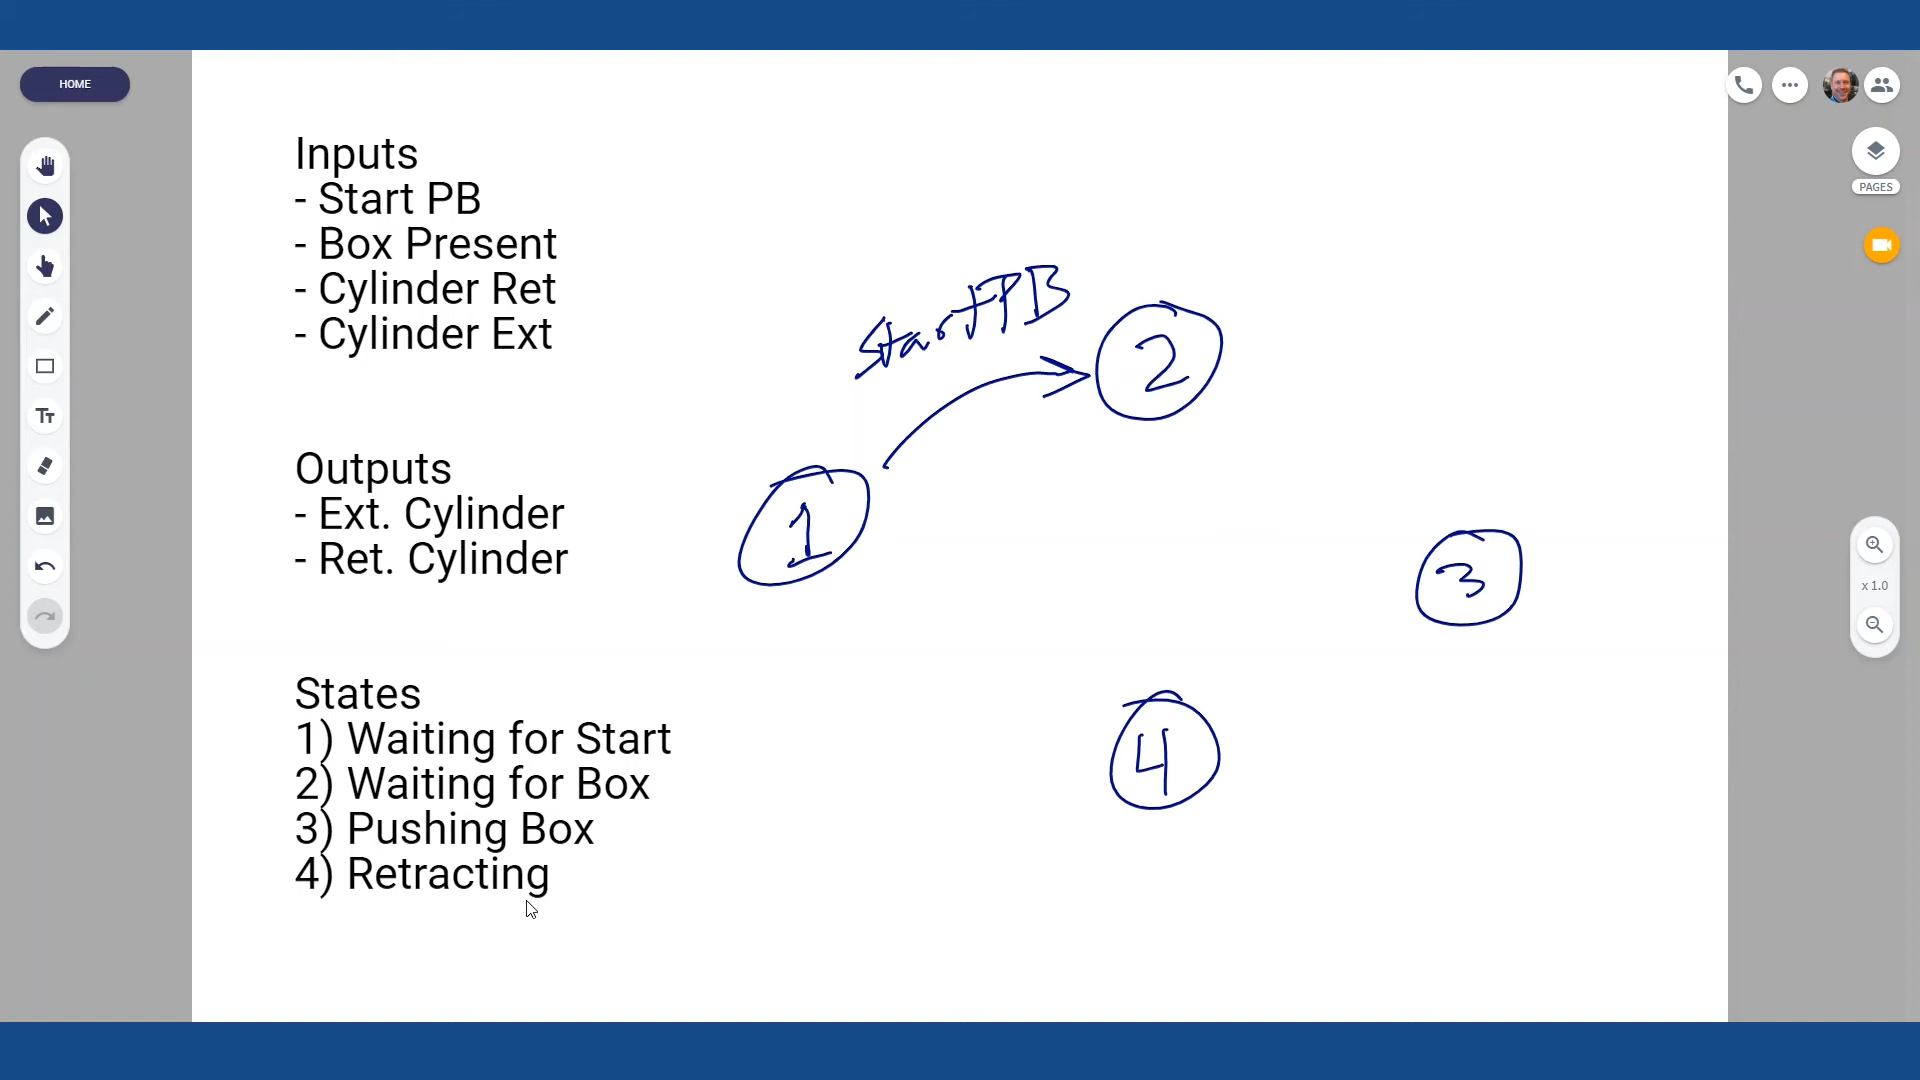 HOME
Inputs
- Start PB
- Box Present
- Cylinder Ret
- Cylinder Ext
Outputs
- Ext. Cylinder
- Ret. Cylinder
States
1) Waiting for Start
2) Waiting for Box
3) Pushing Box
4) Retracting
Start PB
1
2
3
4
Tт
PAGES
x 1.0